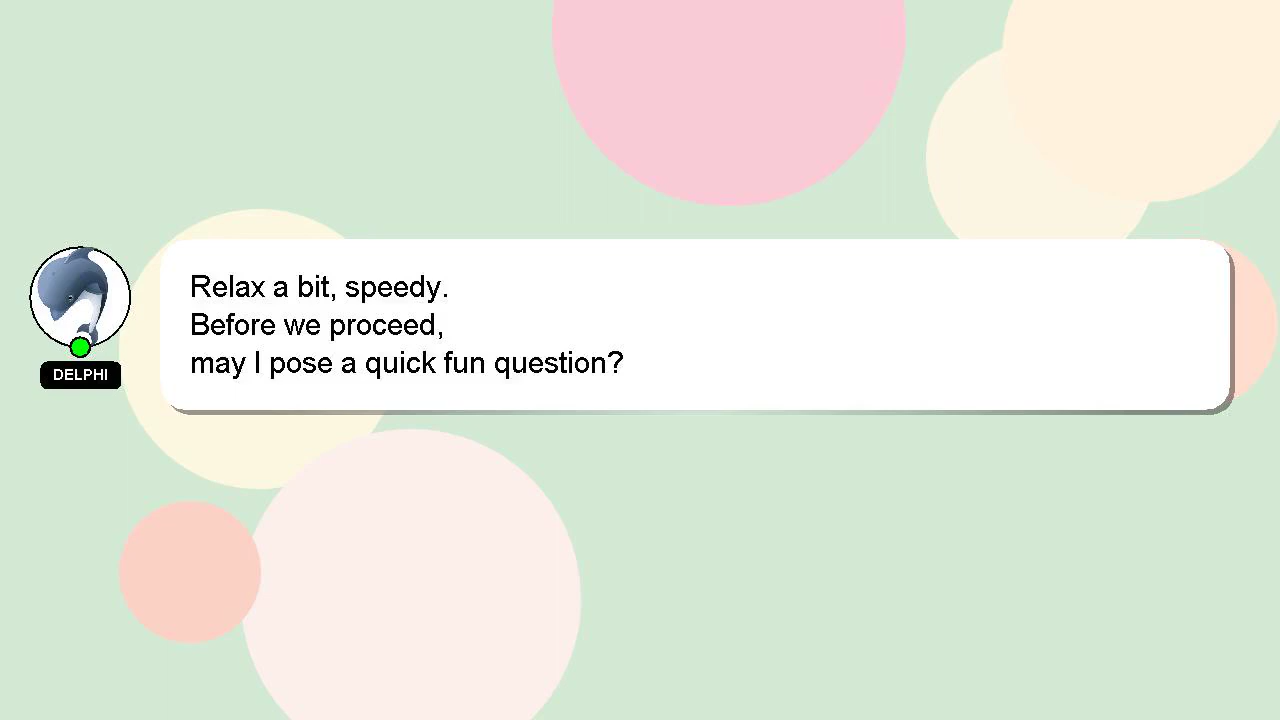 Relax a bit, speedy.
Before we proceed,
may I pose a quick fun question?
DELPHI